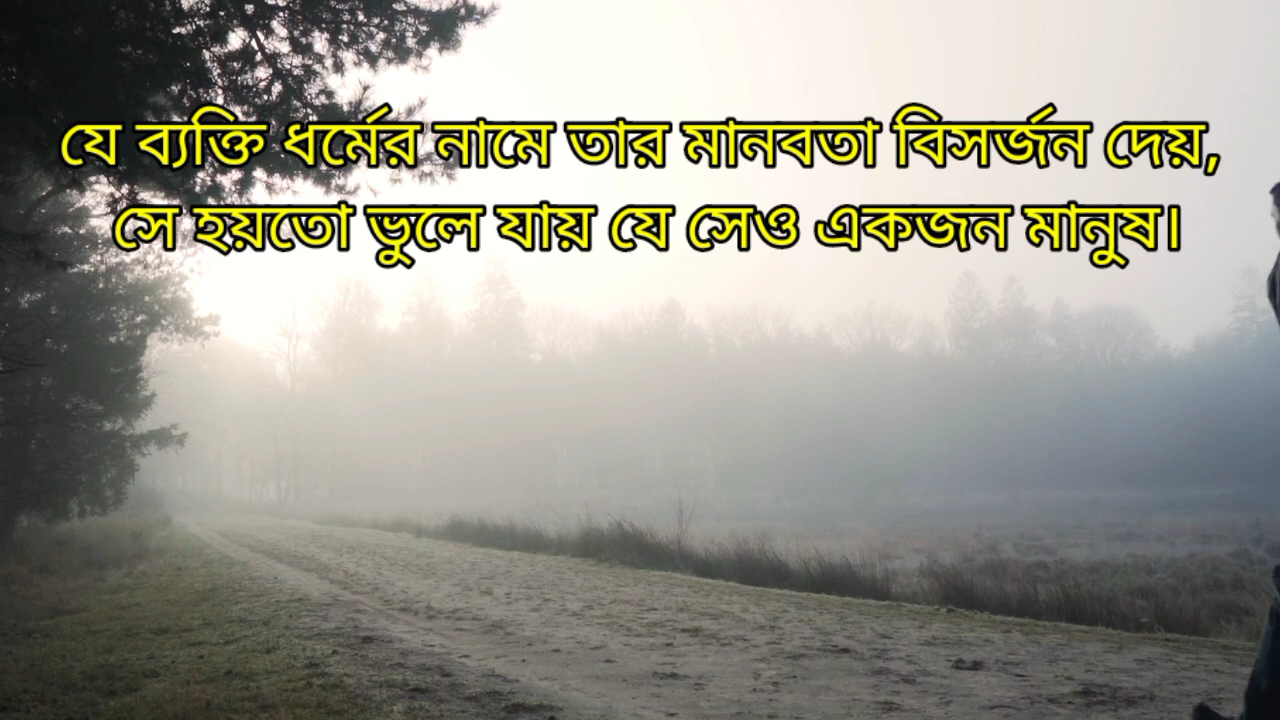 যে ব্যক্তি ধর্মের নামে তার মানবতা বিসর্জন দেয়,
সে হয়তো ভুলে যায় যে সেও একজন মানুষ।